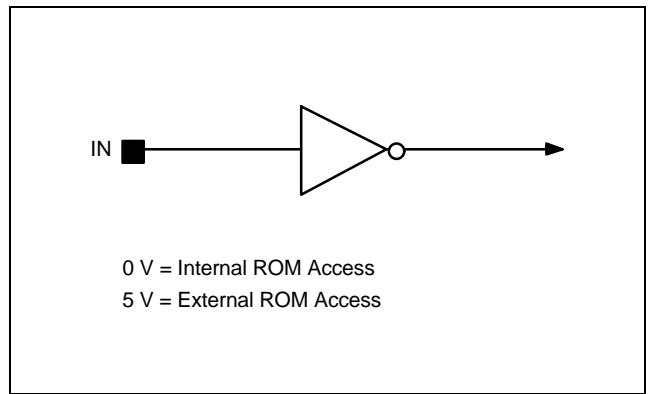 IN
0 V = Internal ROM Access
5 V = External ROM Access